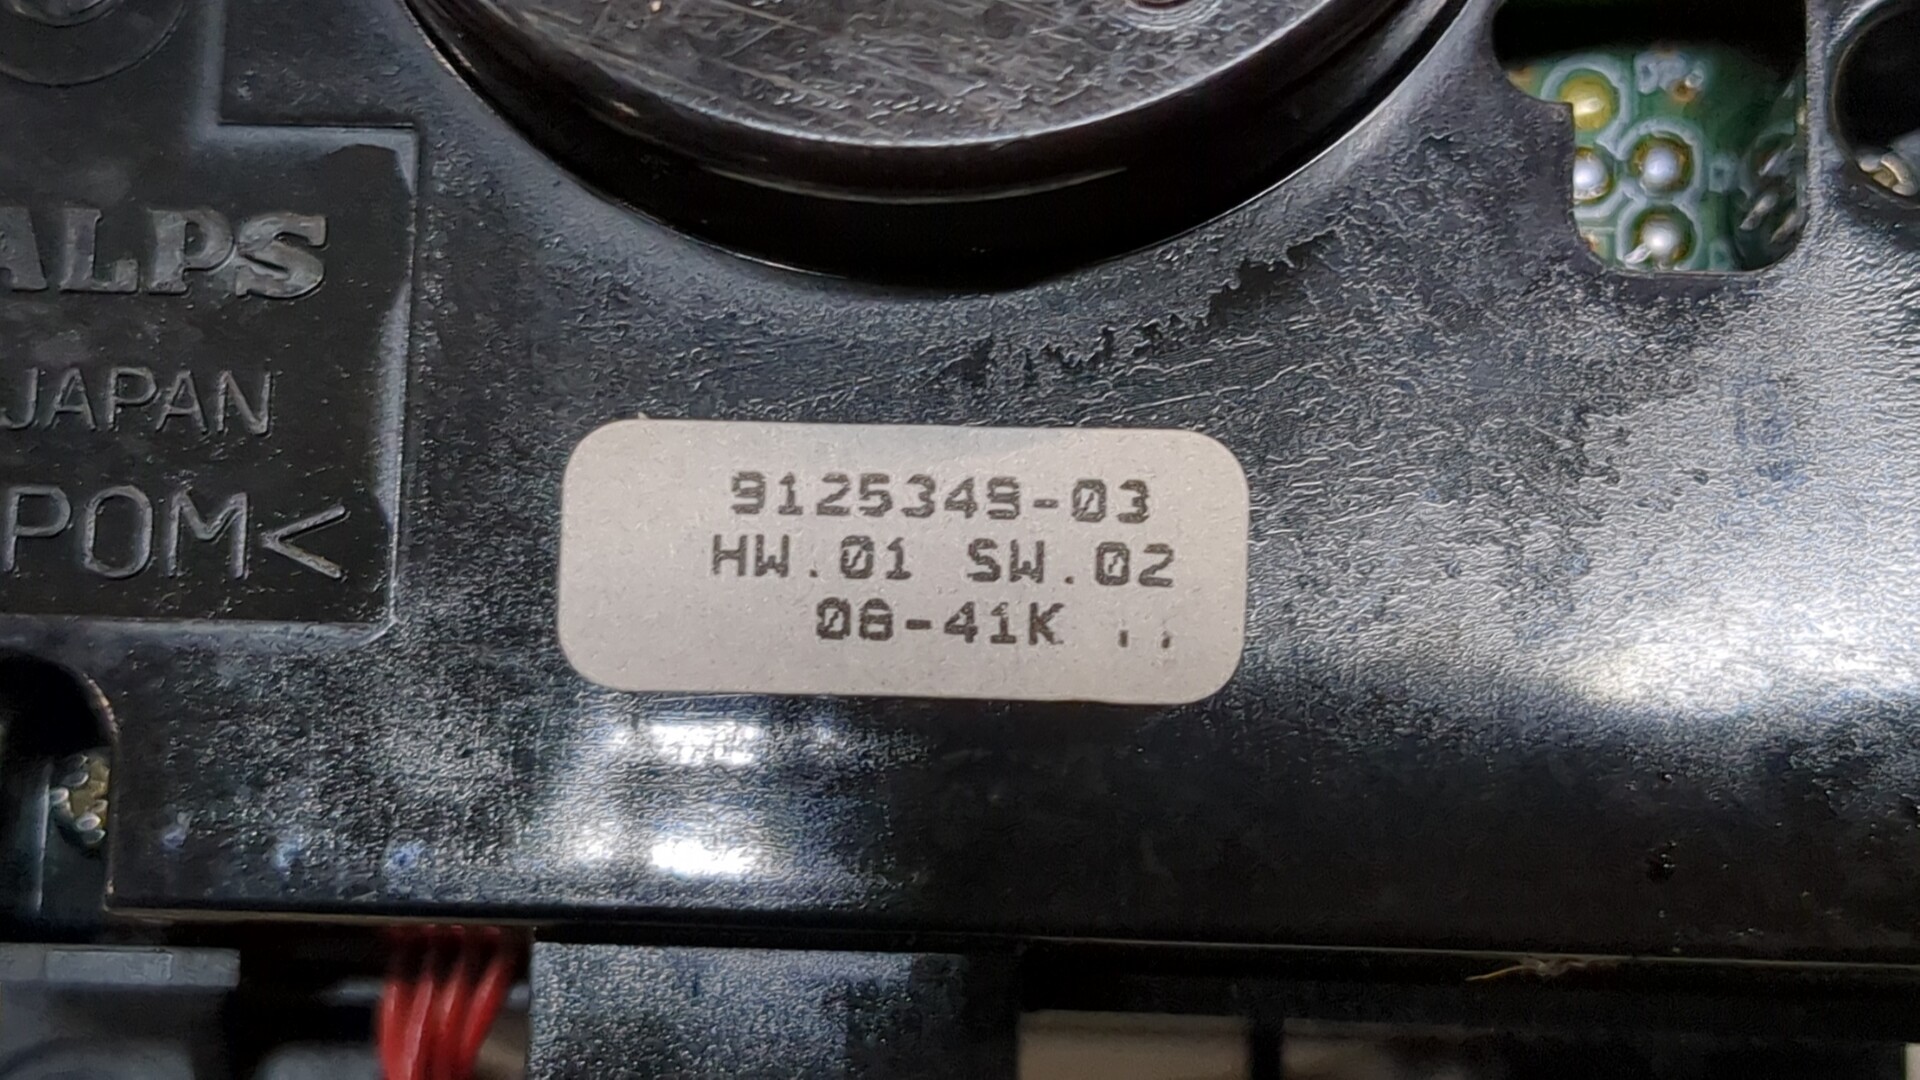 ALPS
JAPAN
POM<
9125349-03
HW.01 SW.02
08-41K ..